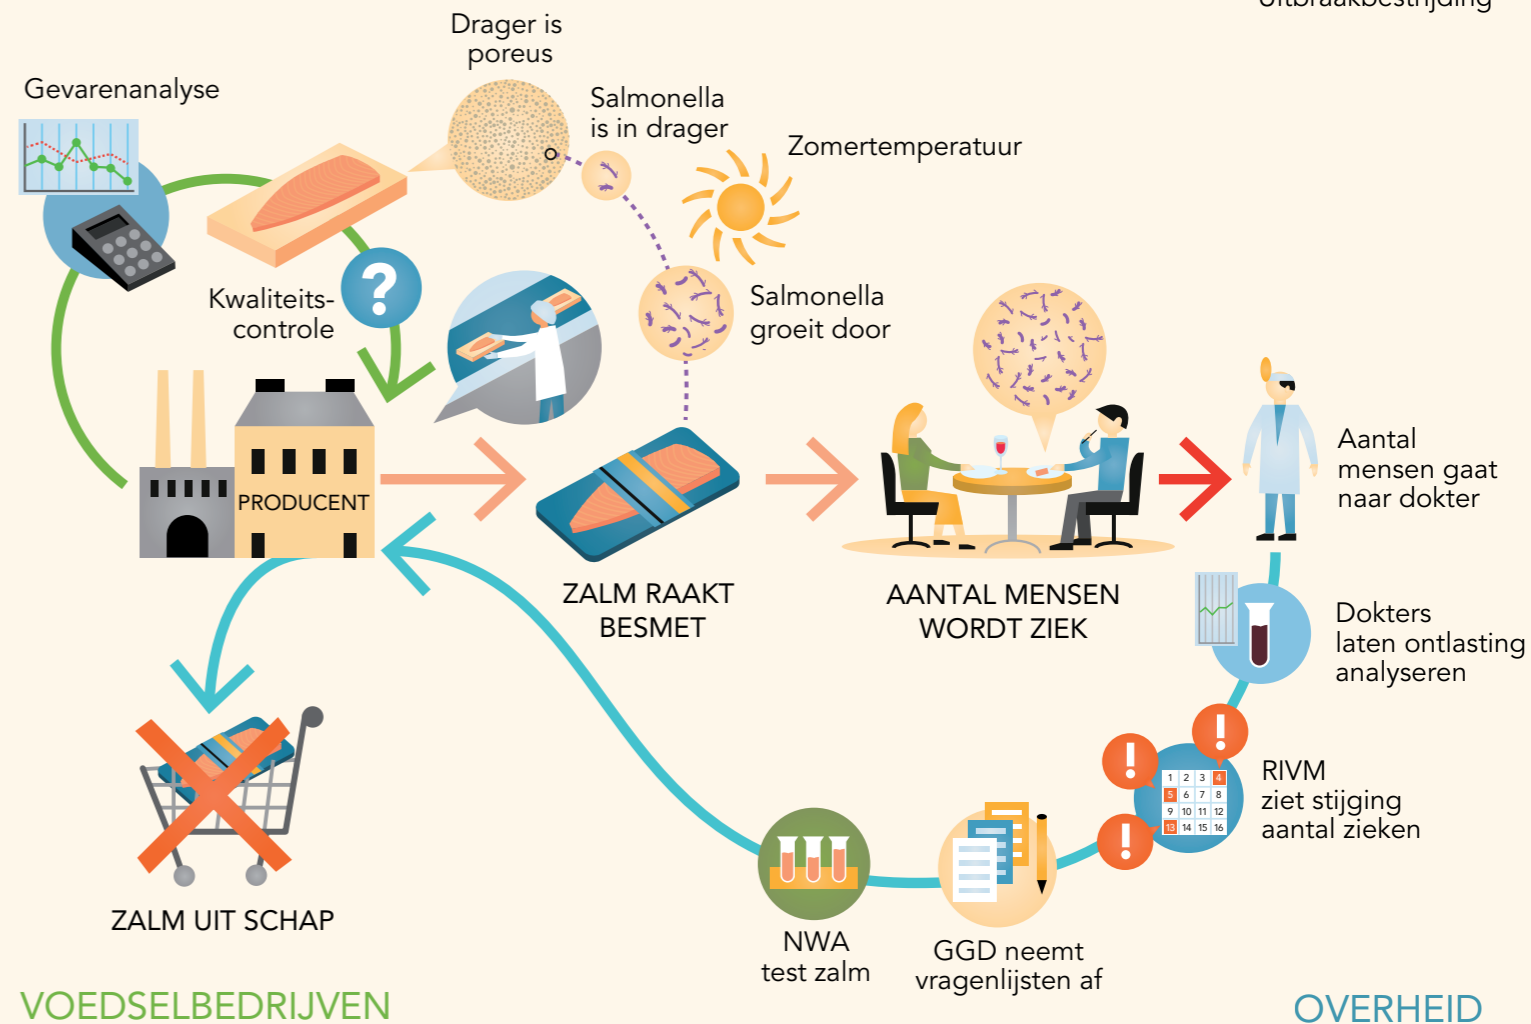 Uitbraakbestrijding
Drager is
poreus
Gevarenanalyse
Salmonella
is in drager
Zomertemperatuur
Kwaliteits-
controle
Salmonella
groeit door
PRODUCENT
Aantal
mensen gaat
naar dokter
ZALM RAAKT
BESMET
AANTAL MENSEN
WORDT ZIEK
Dokters
laten ontlasting
analyseren
RIVM
ziet stijging
aantal zieken
1 2 3 4
5 6 7 8
9 10 11 12
13 14 15 16
ZALM UIT SCHAP
NWA
test zalm
GGD neemt
vragenlijsten af
VOEDSELBEDRIJVEN
OVERHEID